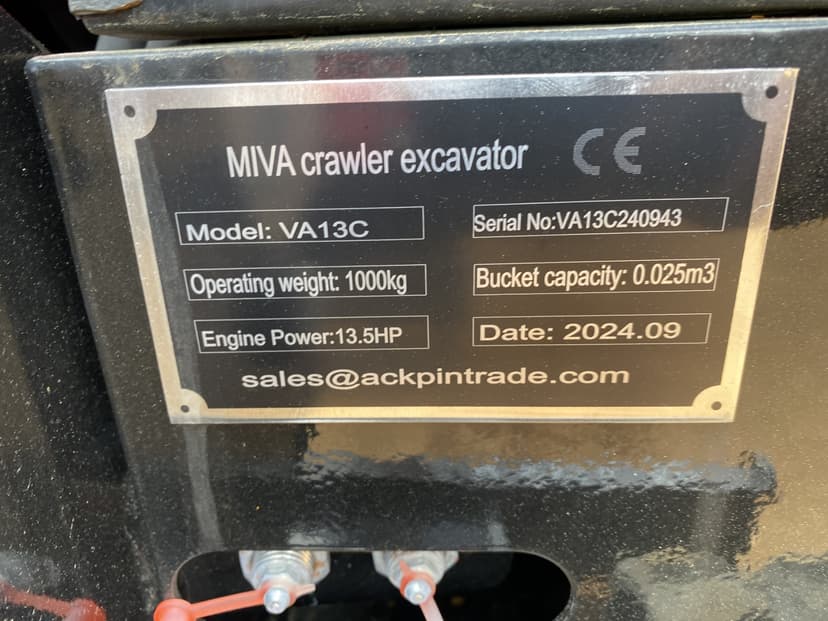 MIVA crawler excavator CE
Model: VA13C
Serial No:VA13C240943
Operating weight: 1000kg
Bucket capacity: 0.025m3
Engine Power:13.5HP
Date: 2024.09
sales@ackpintrade.com